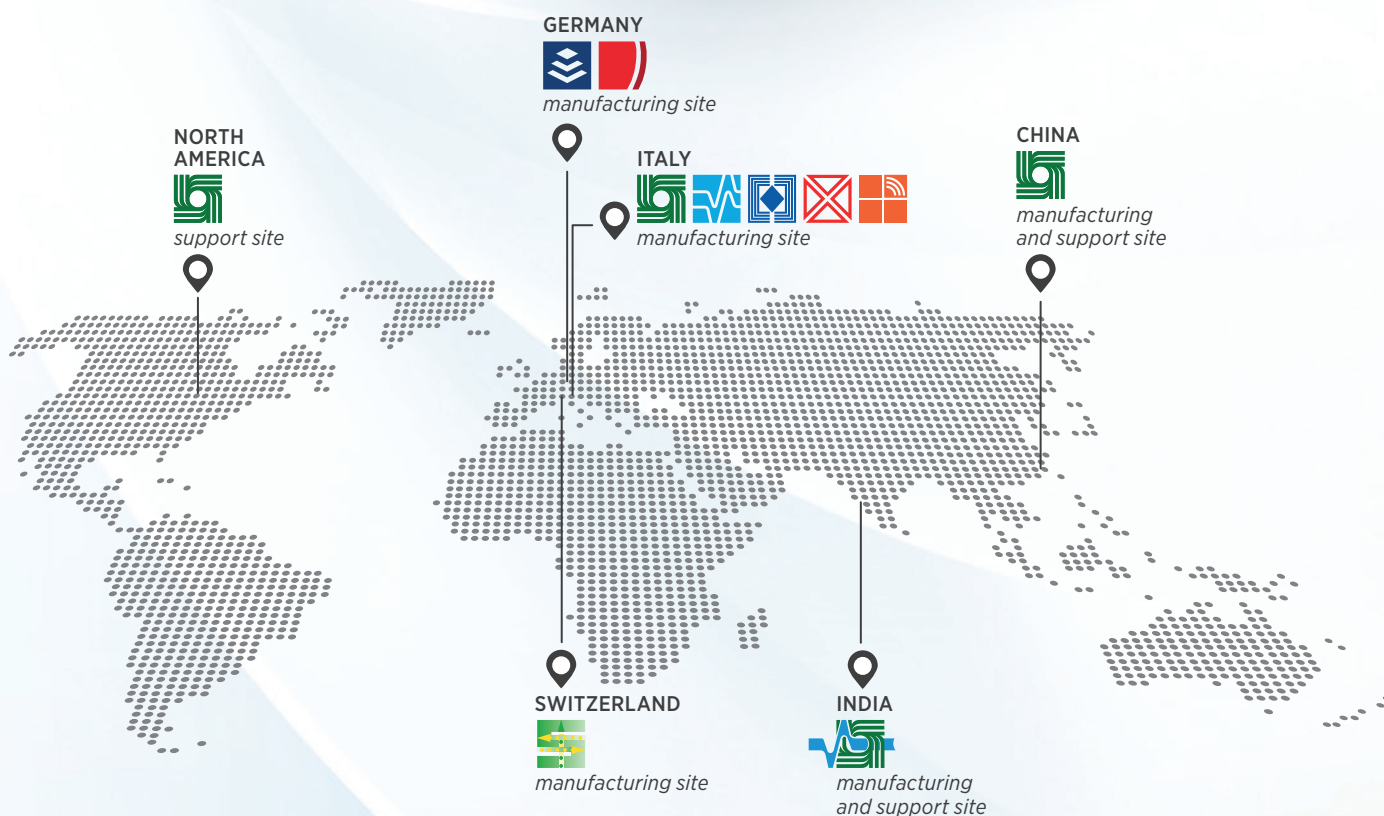 GERMANY
manufacturing site
NORTH
AMERICA
support site
ITALY
manufacturing site
CHINA
manufacturing
and support site
SWITZERLAND
manufacturing site
INDIA
manufacturing
and support site